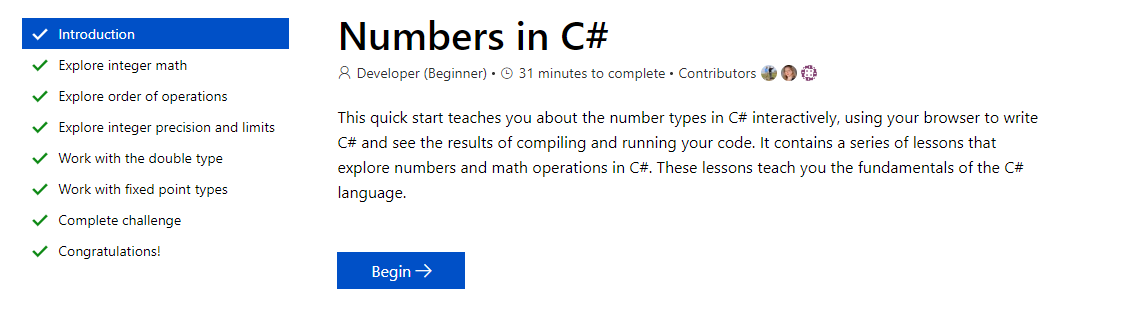 Introduction
Explore integer math
Explore order of operations
Explore integer precision and limits
Work with the double type
Work with fixed point types
Complete challenge
Congratulations!
Numbers in C#
Developer (Beginner) • 31 minutes to complete • Contributors
This quick start teaches you about the number types in C# interactively, using your browser to write
C# and see the results of compiling and running your code. It contains a series of lessons that
explore numbers and math operations in C#. These lessons teach you the fundamentals of the C#
language.
Begin